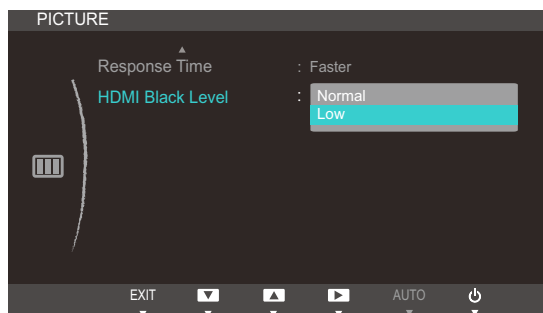 PICTURE
Response Time : Faster
HDMI Black Level : Normal
Low
EXIT AUTO